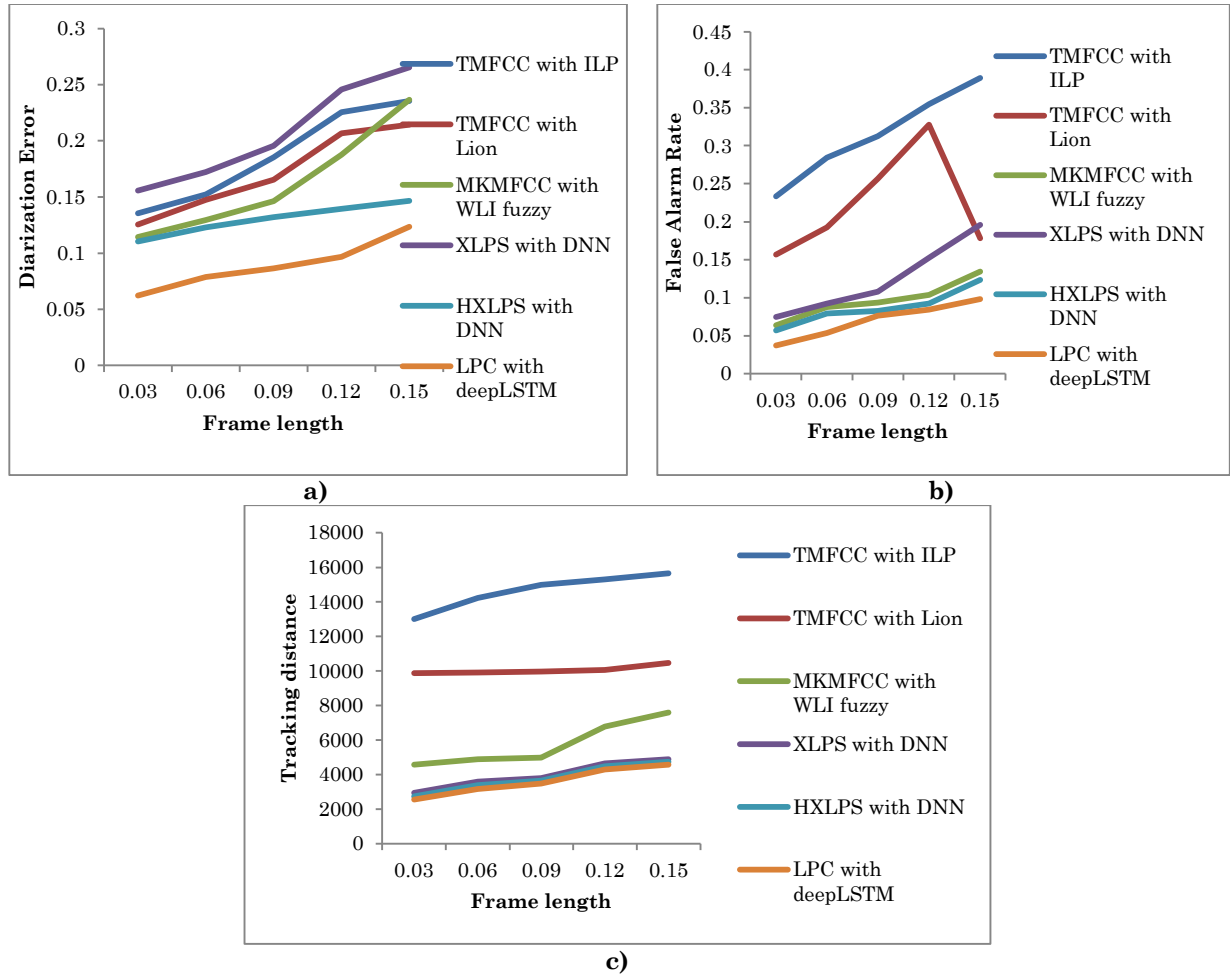 0.3
0.25
0.2
0.15
0.1
0.05
0
Diarization Error
0.03 0.06 0.09 0.12 0.15
Frame length
TMFCC with ILP
TMFCC with
Lion
MKMFCC with
WLI fuzzy
XLPS with DNN
HXLPS with
DNN
LPC with
deepLSTM
a)
0.45
0.4
0.35
0.3
0.25
0.2
0.15
0.1
0.05
0
False Alarm Rate
0.03 0.06 0.09 0.12 0.15
Frame length
TMFCC with
ILP
TMFCC with
Lion
MKMFCC with
WLI fuzzy
XLPS with DNN
HXLPS with
DNN
LPC with
deepLSTM
b)
18000
16000
14000
12000
10000
8000
6000
4000
2000
0
Tracking distance
0.03 0.06 0.09 0.12 0.15
Frame length
TMFCC with ILP
TMFCC with Lion
MKMFCC with
WLI fuzzy
XLPS with DNN
HXLPS with DNN
LPC with
deepLSTM
c)